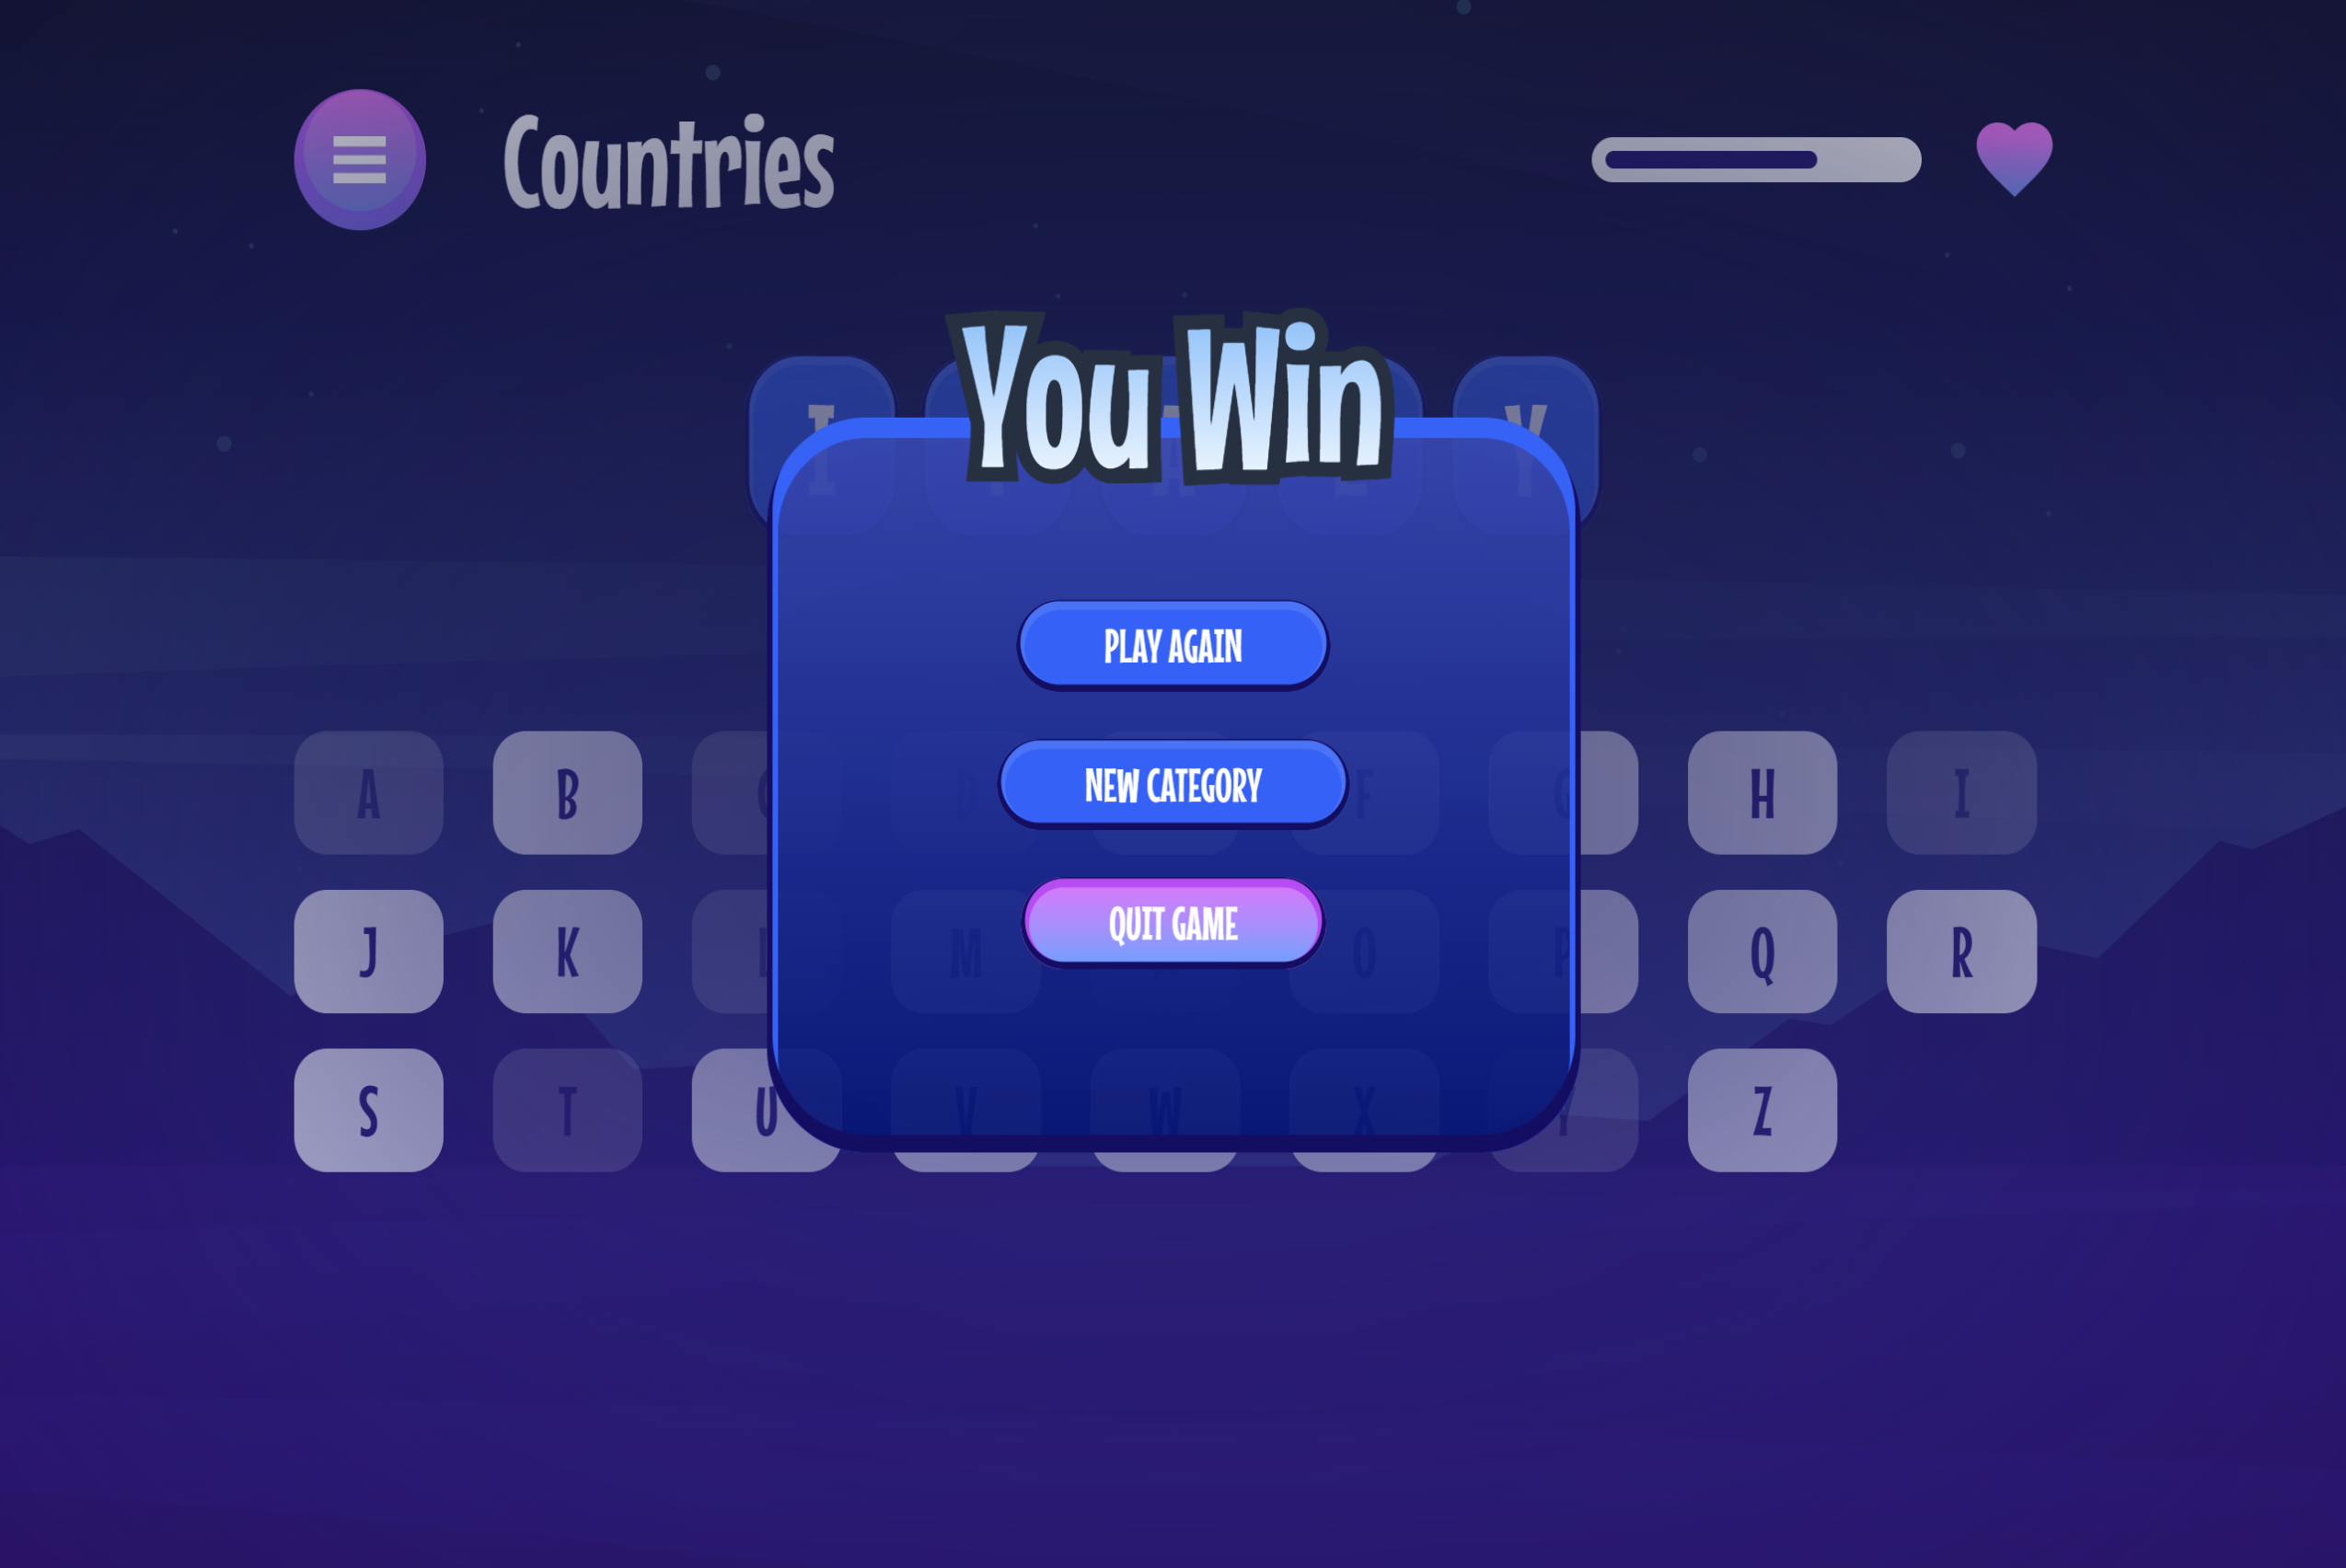 Countries
You Win
I T A L Y
PLAY AGAIN
NEW CATEGORY
QUIT GAME
A B C D F G H I
J K L M O P Q R
S T U V W X Y Z